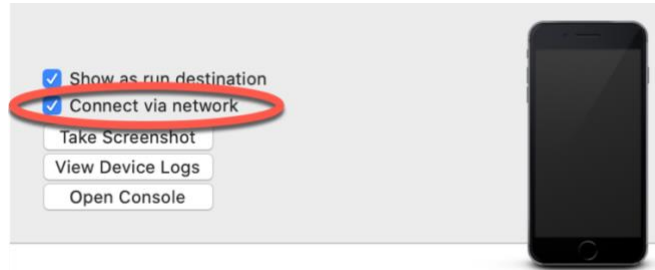 Show as run destination
Connect via network
Take Screenshot
View Device Logs
Open Console